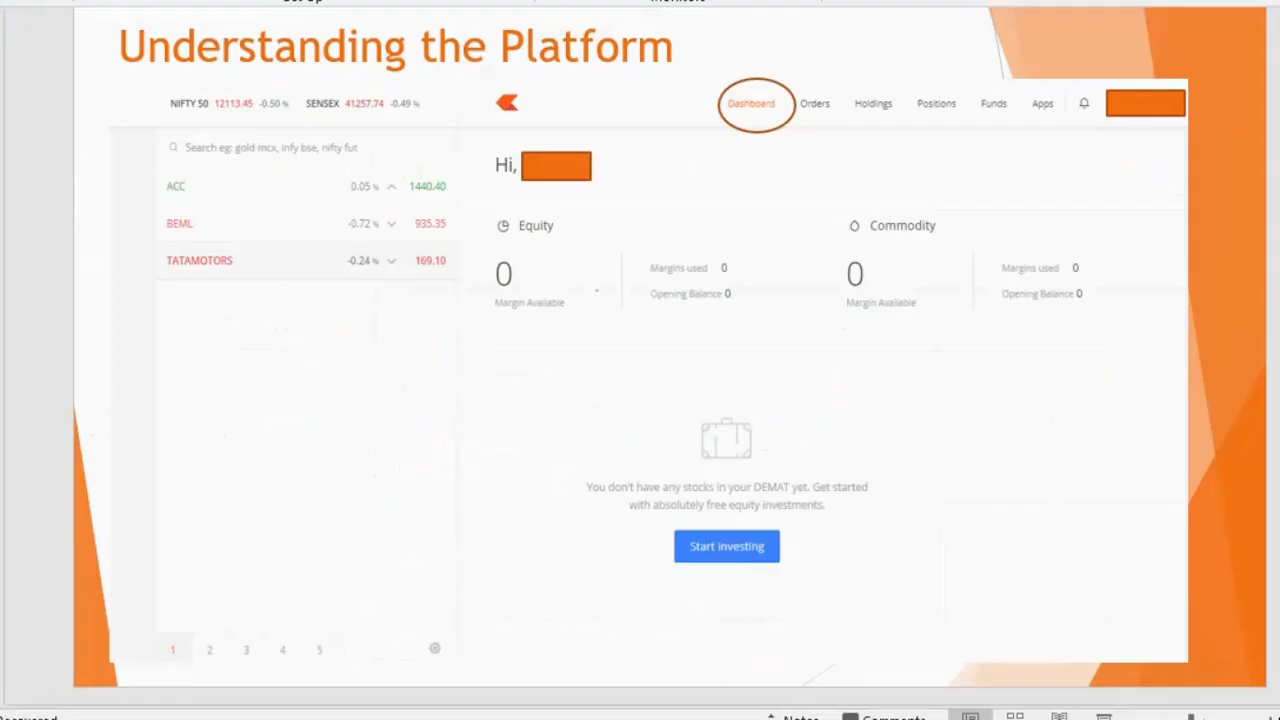 Understanding the Platform
NIFTY 50 12113.45 -0.50 % SENSEX 41257.74 -0.49 %
Dashboard Orders Holdings Positions Funds Apps
Search eg: gold mcx, infy bse, nifty fut
ACC 0.05 % 1440.40
BEML -0.72 % 935.35
TATAMOTORS -0.24 % 169.10
Hi,
Equity
0
Margin Available
Margins used 0
Opening Balance 0
Commodity
0
Margin Available
Margins used 0
Opening Balance 0
You don't have any stocks in your DEMAT yet. Get started
with absolutely free equity investments.
Start investing
1 2 3 4 5
Notes Comments